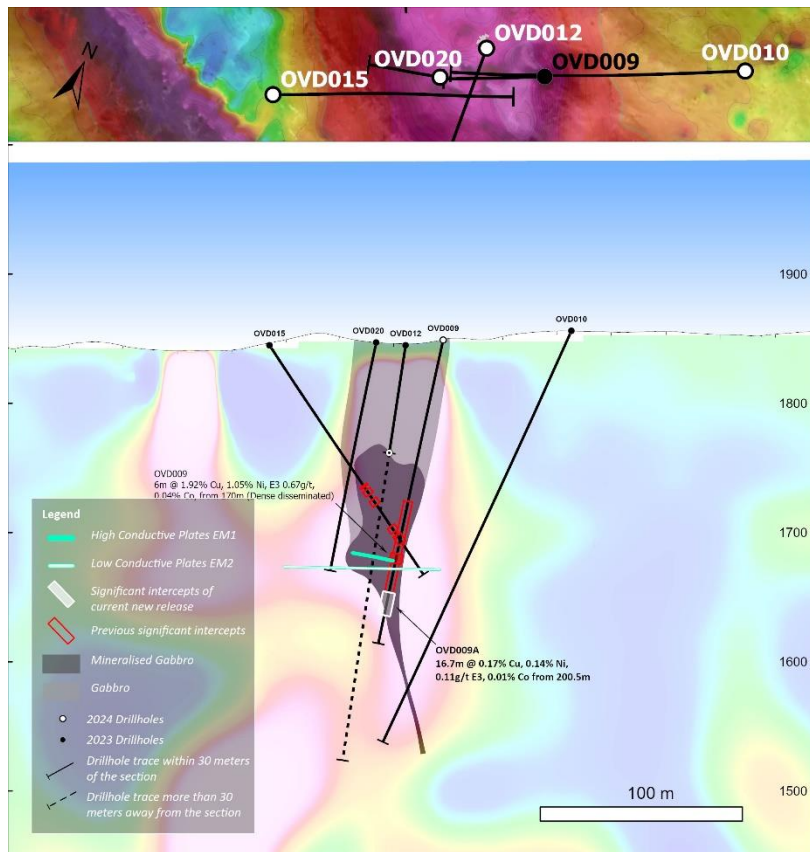 OVD012
N
OVD020
OVD009
OVD010
OVD015
1900
OVD010
OVD009
OVD015
OVD020
OVD012
1800
OVD009
6m @ 1.92% Cu, 1.05% Ni, E3 0.67g/t,
0.04% Co, from 170m (Dense disseminated)
1700
Legend
High Conductive Plates EM1
Low Conductive Plates EM2
Significant intercepts of
current new release
Previous significant intercepts
Mineralised Gabbro
Gabbro
2024 Drillholes
2023 Drillholes
Drillhole trace within 30 meters
of the section
Drillhole trace more than 30
meters away from the section
OVD009A
16.7m @ 0.17% Cu, 0.14% Ni,
0.11g/t E3, 0.01% Co from 200.5m
1600
1500
100 m